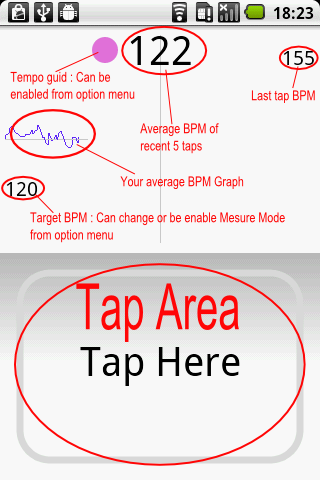 18:23
122
155
Tempo guid : Can be
enabled from option menu
Last tap BPM
Average BPM of
recent 5 taps
Your average BPM Graph
120
Target BPM : Can change or be enable Mesure Mode
from option menu
Tap Area
Tap Here